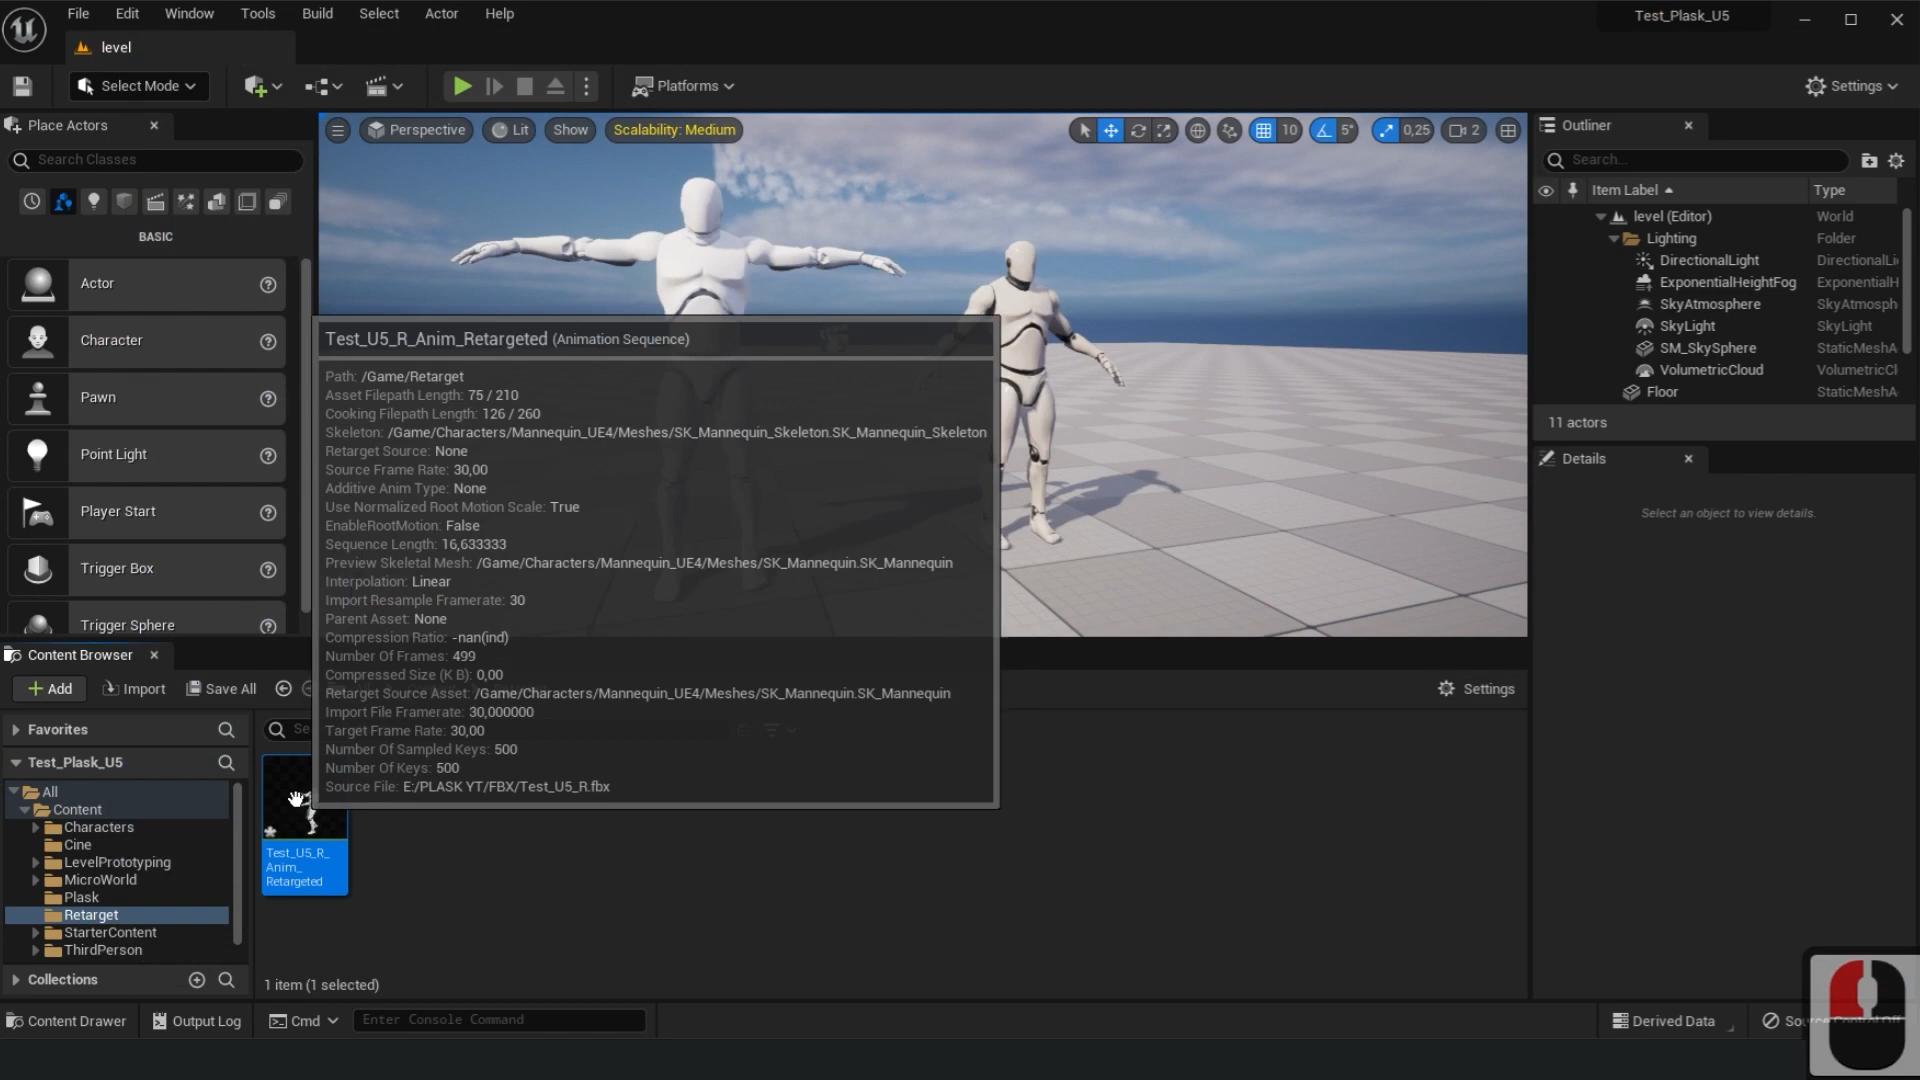 File Edit Window Tools Build Select Actor Help
Test_Plask_U5
level
Select Mode
Platforms
Settings
Place Actors
Search Classes
BASIC
Actor
Character
Pawn
Point Light
Player Start
Trigger Box
Trigger Sphere
Perspective
Lit
Show
Scalability: Medium
10
5°
0,25
2
Test_U5_R_Anim_Retargeted (Animation Sequence)
Path: /Game/Retarget
Asset Filepath Length: 75 / 210
Cooking Filepath Length: 126 / 260
Skeleton: /Game/Characters/Mannequin_UE4/Meshes/SK_Mannequin_Skeleton.SK_Mannequin_Skeleton
Retarget Source: None
Source Frame Rate: 30,00
Additive Anim Type: None
Use Normalized Root Motion Scale: True
EnableRootMotion: False
Sequence Length: 16,633333
Preview Skeletal Mesh: /Game/Characters/Mannequin_UE4/Meshes/SK_Mannequin.SK_Mannequin
Interpolation: Linear
Import Resample Framerate: 30
Parent Asset: None
Compression Ratio: -nan(ind)
Number Of Frames: 499
Compressed Size (K B): 0,00
Retarget Source Asset: /Game/Characters/Mannequin_UE4/Meshes/SK_Mannequin.SK_Mannequin
Import File Framerate: 30,000000
Target Frame Rate: 30,00
Number Of Sampled Keys: 500
Number Of Keys: 500
Source File: E:/PLASK YT/FBX/Test_U5_R.fbx
Outliner
Search...
Item Label Type
level (Editor) World
Lighting Folder
DirectionalLight DirectionalLi
ExponentialHeightFog ExponentialH
SkyAtmosphere SkyAtmosph
SkyLight SkyLight
SM_SkySphere StaticMeshA
VolumetricCloud VolumetricCl
Floor StaticMeshA
11 actors
Details
Select an object to view details.
Content Browser
Add
Import
Save All
Settings
Favorites
Se
Test_Plask_U5
All
Content
Characters
Cine
LevelPrototyping
MicroWorld
Plask
Retarget
StarterContent
ThirdPerson
Collections
Test_U5_R_
Anim_
Retargeted
1 item (1 selected)
Content Drawer
Output Log
Cmd
Enter Console Command
Derived Data